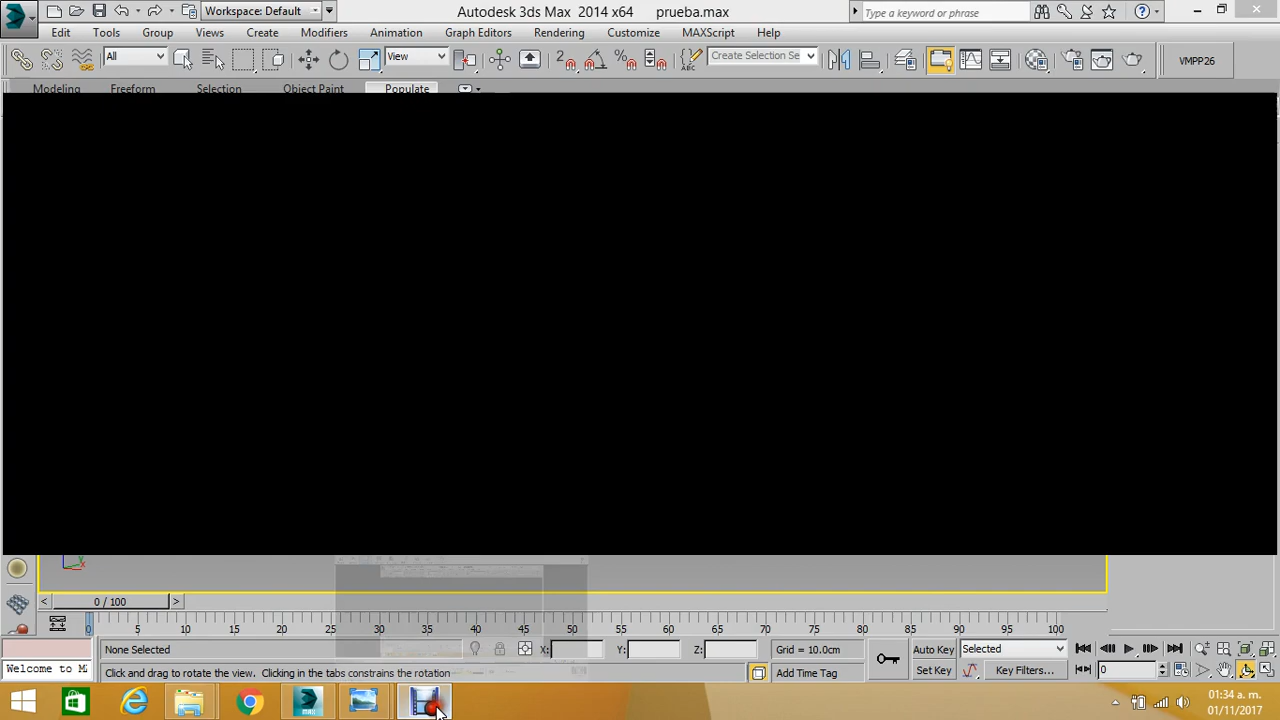 Workspace: Default
Autodesk 3ds Max 2014 x64 prueba.max
Type a keyword or phrase
Edit Tools Group Views Create Modifiers Animation Graph Editors Rendering Customize MAXScript Help
All View Create Selection Se VMPP26
Modeling Freeform Selection Object Paint Populate
y
< 0 / 100 >
0 5 10 15 20 25 30 35 40 45 50 55 60 65 70 75 80 85 90 95 100
None Selected X: Y: Z: Grid = 10.0cm Auto Key Selected
Welcome to M Click and drag to rotate the view. Clicking in the tabs constrains the rotation Add Time Tag Set Key Key Filters... 0
01:34 a. m.
01/11/2017